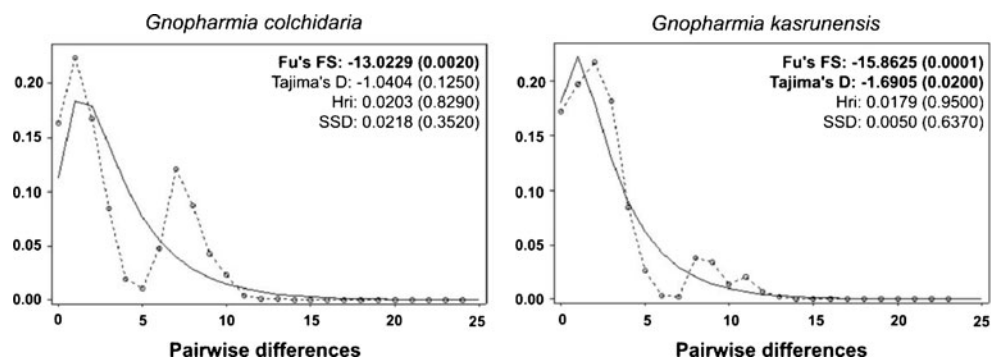 Gnopharmia colchidaria
Fu's FS: -13.0229 (0.0020)
Tajima's D: -1.0404 (0.1250)
Hri: 0.0203 (0.8290)
SSD: 0.0218 (0.3520)
0.20
0.15
0.10
0.05
0.00
0 5 10 15 20 25
Pairwise differences
Gnopharmia kasrunensis
Fu's FS: -15.8625 (0.0001)
Tajima's D: -1.6905 (0.0200)
Hri: 0.0179 (0.9500)
SSD: 0.0050 (0.6370)
0.20
0.15
0.10
0.05
0.00
0 5 10 15 20 25
Pairwise differences